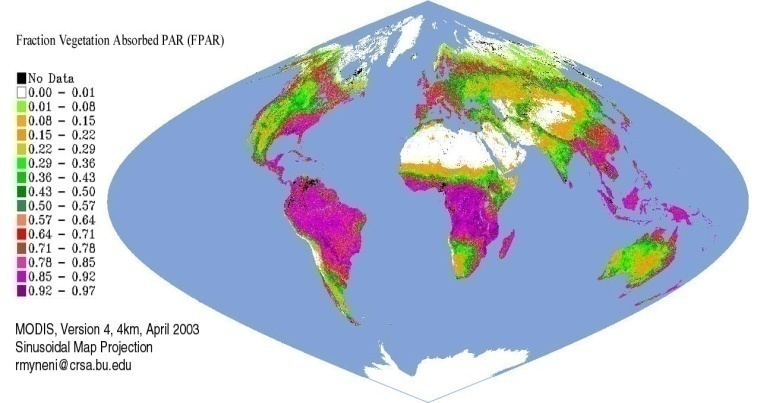 Fraction Vegetation Absorbed PAR (FPAR)
No Data
0.00 - 0.01
0.01 - 0.08
0.08 - 0.15
0.15 - 0.22
0.22 - 0.29
0.29 - 0.36
0.36 - 0.43
0.43 - 0.50
0.50 - 0.57
0.57 - 0.64
0.64 - 0.71
0.71 - 0.78
0.78 - 0.85
0.85 - 0.92
0.92 - 0.97
MODIS, Version 4, 4km, April 2003
Sinusoidal Map Projection
rmyneni@crsa.bu.edu